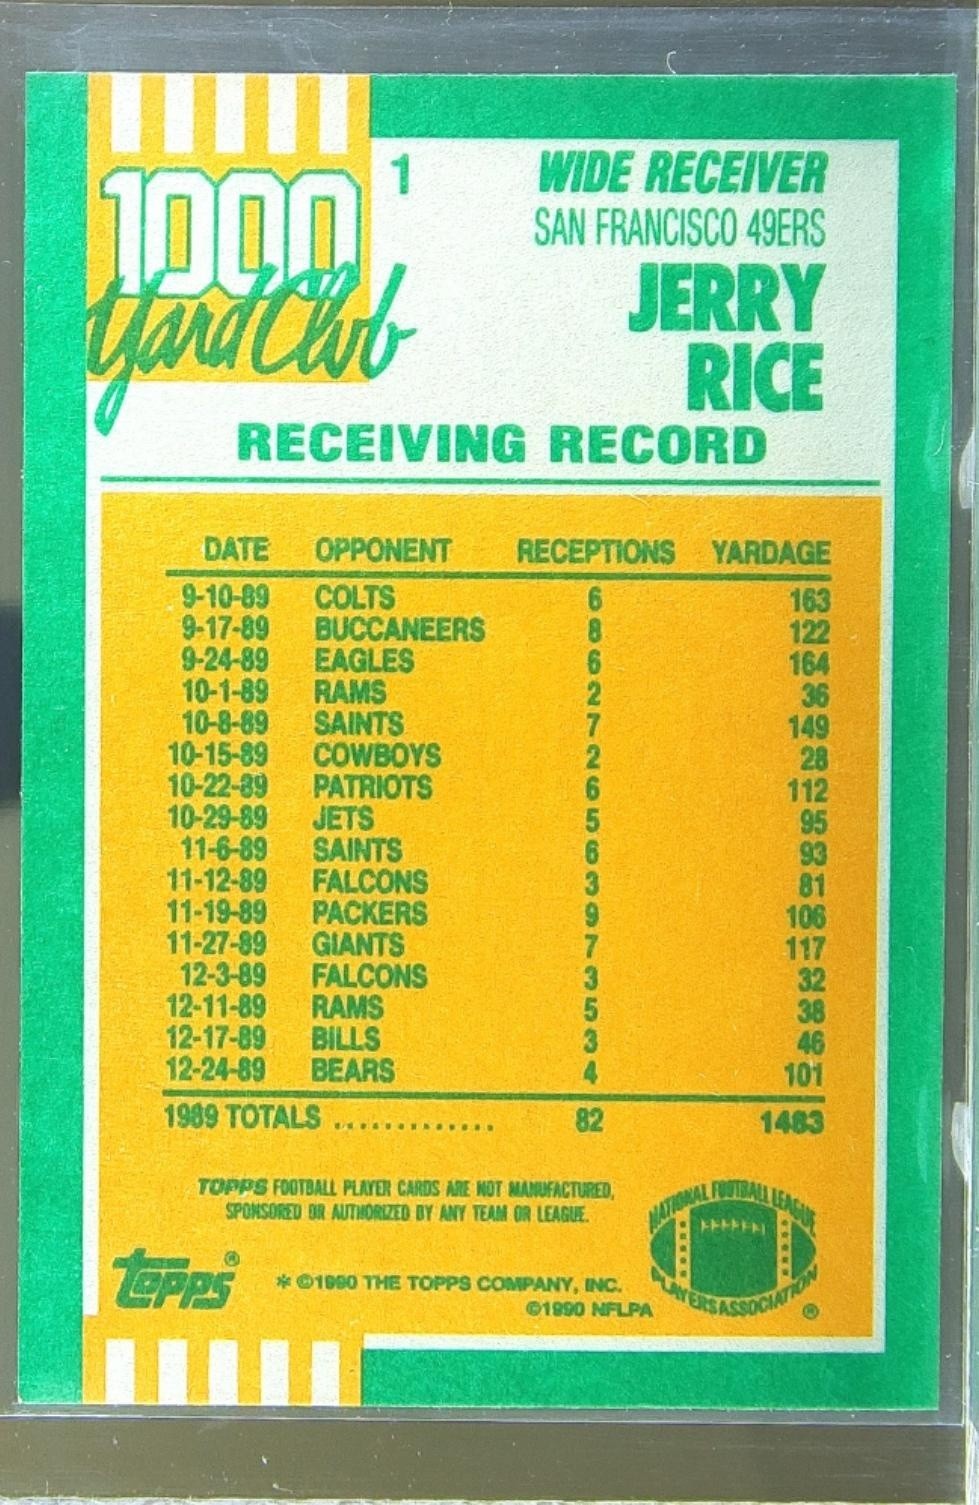 1000 1 WIDE RECEIVER
Yard Club SAN FRANCISCO 49ERS
JERRY
RICE
RECEIVING RECORD
DATE OPPONENT RECEPTIONS YARDAGE
9-10-89 COLTS 6 163
9-17-89 BUCCANEERS 8 122
9-24-89 EAGLES 6 164
10-1-89 RAMS 2 36
10-8-89 SAINTS 7 149
10-15-89 COWBOYS 2 28
10-22-89 PATRIOTS 6 112
10-29-89 JETS 5 95
11-6-89 SAINTS 6 93
11-12-89 FALCONS 3 81
11-19-89 PACKERS 9 106
11-27-89 GIANTS 7 117
12-3-89 FALCONS 3 32
12-11-89 RAMS 5 38
12-17-89 BILLS 3 46
12-24-89 BEARS 4 101
1989 TOTALS ............. 82 1483
TOPPS FOOTBALL PLAYER CARDS ARE NOT MANUFACTURED,
SPONSORED OR AUTHORIZED BY ANY TEAM OR LEAGUE.
NATIONAL FOOTBALL LEAGUE
PLAYERS ASSOCIATION ®
topps®
* ©1990 THE TOPPS COMPANY, INC.
©1990 NFLPA